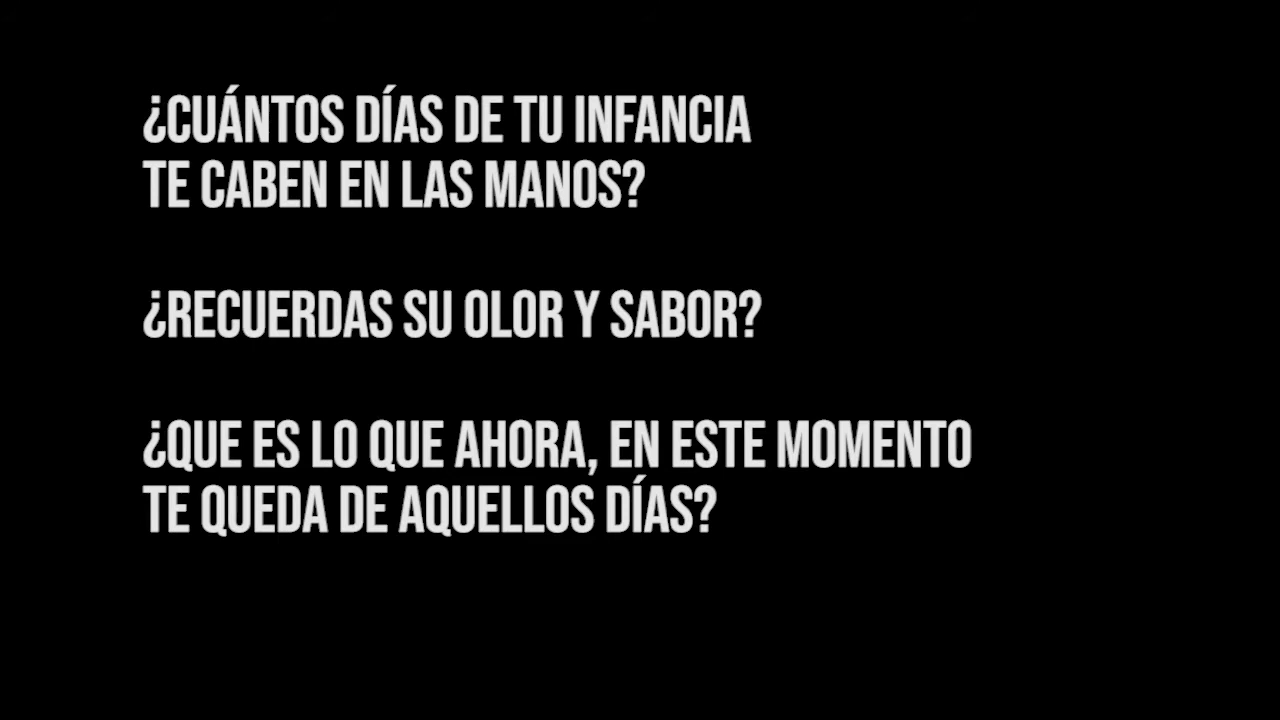 ¿CUÁNTOS DÍAS DE TU INFANCIA
TE CABEN EN LAS MANOS?
¿RECUERDAS SU OLOR Y SABOR?
¿QUE ES LO QUE AHORA, EN ESTE MOMENTO
TE QUEDA DE AQUELLOS DÍAS?